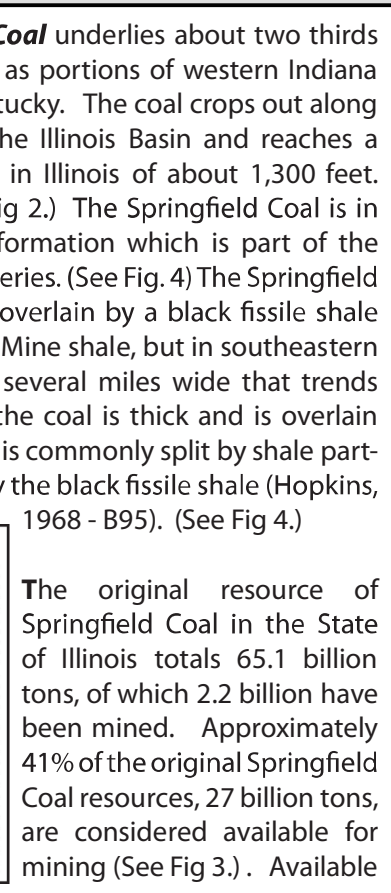 Coal underlies about two thirds
as portions of western Indiana
tucky. The coal crops out along
he Illinois Basin and reaches a
in Illinois of about 1,300 feet.
ig 2.) The Springfield Coal is in
formation which is part of the
eries. (See Fig. 4) The Springfield
overlain by a black fissile shale
Mine shale, but in southeastern
several miles wide that trends
the coal is thick and is overlain
is commonly split by shale part-
y the black fissile shale (Hopkins,
1968 - B95). (See Fig 4.)
The original resource of
Springfield Coal in the State
of Illinois totals 65.1 billion
tons, of which 2.2 billion have
been mined. Approximately
41% of the original Springfield
Coal resources, 27 billion tons,
are considered available for
mining (See Fig 3.) . Available